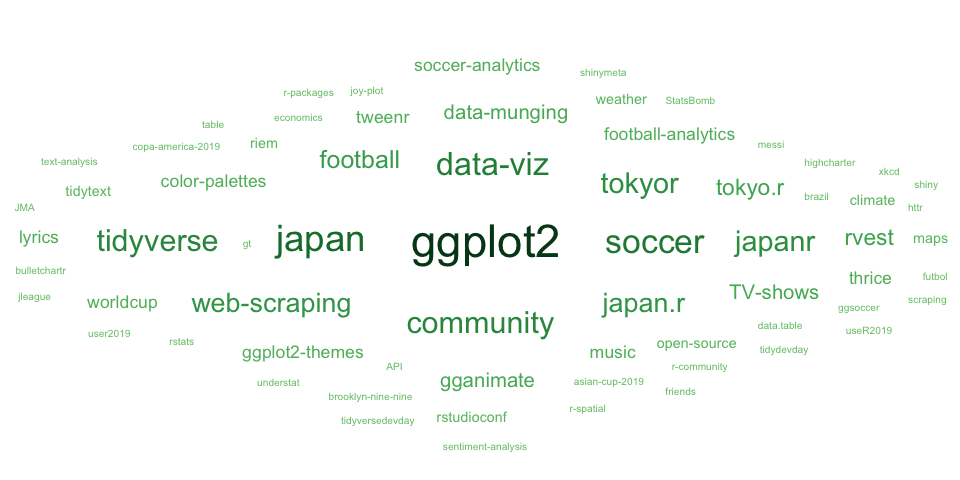 soccer-analytics
shinymeta
r-packages
joy-plot
weather
StatsBomb
economics
tweenr
data-munging
table
football-analytics
copa-america-2019
riem
messi
text-analysis
football
data-viz
highcharter
xkcd
tidytext
color-palettes
tokyor
tokyo.r
brazil
climate
shiny
JMA
httr
lyrics
tidyverse
gt
japan
ggplot2
soccer
japanr
rvest
maps
bulletchartr
thrice
futbol
jleague
worldcup
web-scraping
japan.r
TV-shows
ggsoccer
scraping
user2019
rstats
community
data.table
useR2019
ggplot2-themes
music
open-source
tidydevday
API
r-community
understat
gganimate
asian-cup-2019
friends
brooklyn-nine-nine
tidyversedevday
rstudioconf
r-spatial
sentiment-analysis